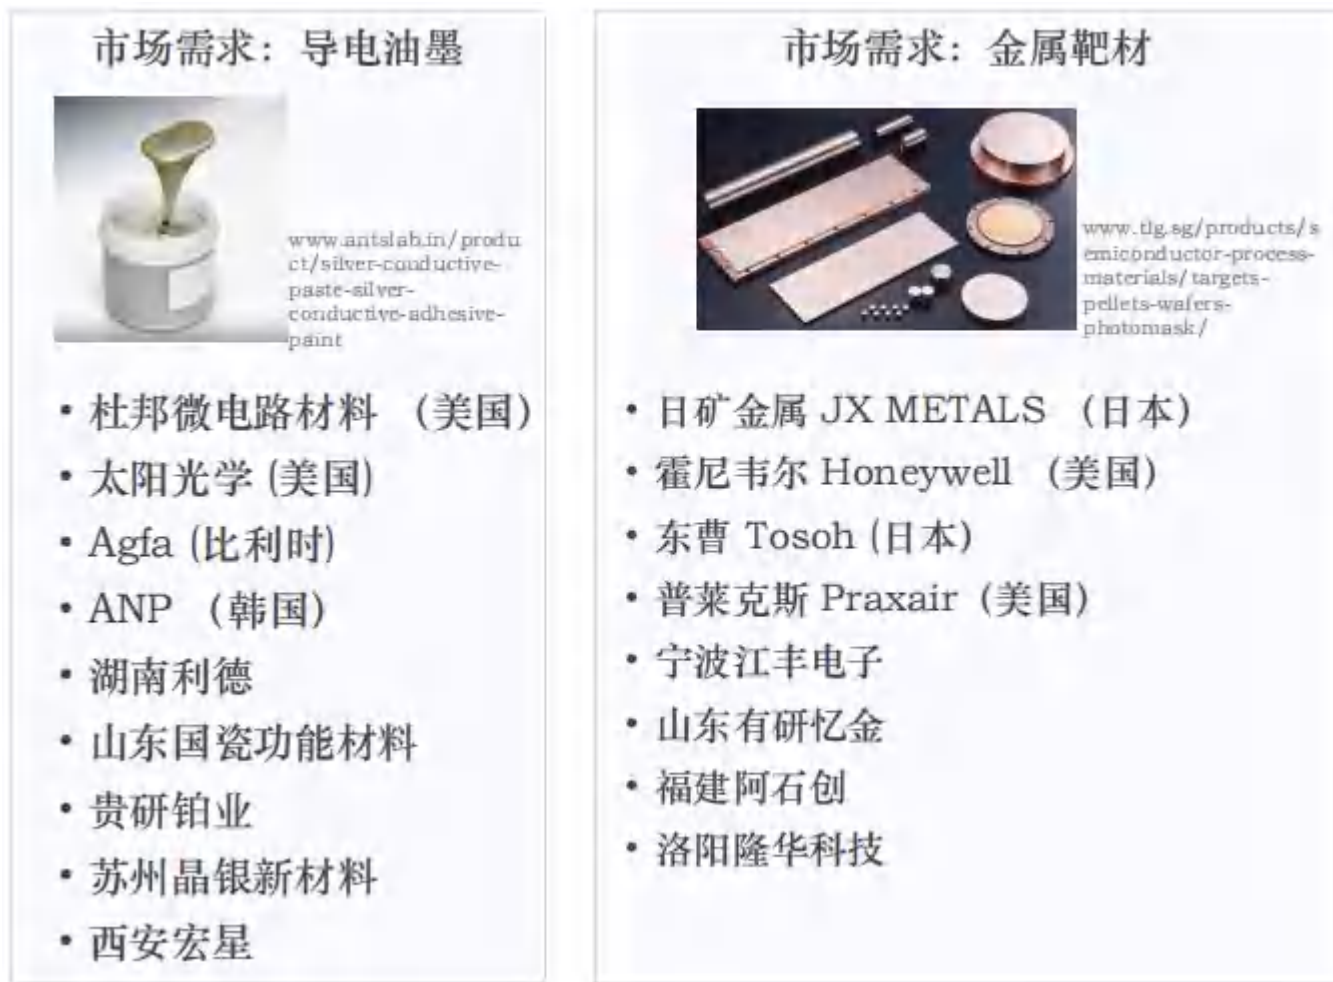 市场需求：导电油墨
www.antslab.in/produ
ct/silver-conductive-
paste-silver-
conductive-adhesive-
paint
• 杜邦微电路材料 （美国）
• 太阳光学 (美国)
• Agfa (比利时)
• ANP （韩国）
• 湖南利德
• 山东国瓷功能材料
• 贵研铂业
• 苏州晶银新材料
• 西安宏星
市场需求：金属靶材
www.tlg.sg/products/s
emiconductor-process-
materials/targets-
pellets-wafers-
photomask/
• 日矿金属 JX METALS （日本）
• 霍尼韦尔 Honeywell （美国）
• 东曹 Tosoh (日本)
• 普莱克斯 Praxair (美国)
• 宁波江丰电子
• 山东有研忆金
• 福建阿石创
• 洛阳隆华科技